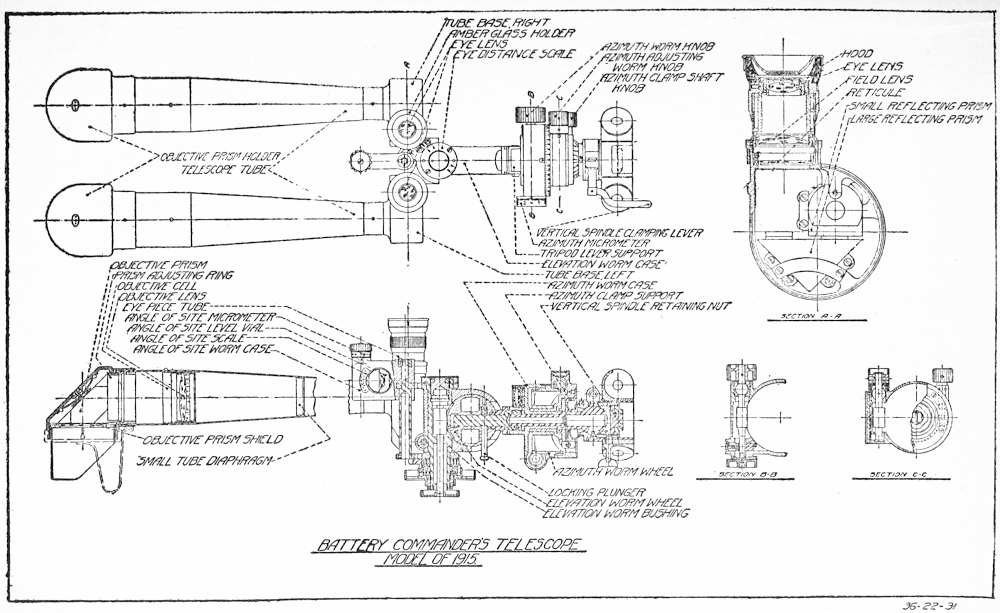 TUBE BASE, RIGHT
AMBER GLASS HOLDER
EYE LENS
EYE DISTANCE SCALE
AZIMUTH WORM KNOB
AZIMUTH ADJUSTING
WORM KNOB
AZIMUTH CLAMP SHAFT
KNOB
HOOD
EYE LENS
FIELD LENS
RETICULE
SMALL REFLECTING PRISM
LARGE REFLECTING PRISM
OBJECTIVE PRISM HOLDER
TELESCOPE TUBE
VERTICAL SPINDLE CLAMPING LEVER
AZIMUTH MICROMETER
TRIPOD LEVER SUPPORT
ELEVATION WORM CASE
TUBE BASE, LEFT
AZIMUTH WORM CASE
AZIMUTH CLAMP SUPPORT
VERTICAL SPINDLE RETAINING NUT
SECTION A-A
OBJECTIVE PRISM
PRISM ADJUSTING RING
OBJECTIVE CELL
OBJECTIVE LENS
EYE PIECE TUBE
ANGLE OF SITE MICROMETER
ANGLE OF SITE LEVEL VIAL
ANGLE OF SITE SCALE
ANGLE OF SITE WORM CASE
OBJECTIVE PRISM SHIELD
SMALL TUBE DIAPHRAGM
AZIMUTH WORM WHEEL
LOCKING PLUNGER
ELEVATION WORM WHEEL
ELEVATION WORM BUSHING
SECTION B-B
SECTION C-C
BATTERY COMMANDER'S TELESCOPE
MODEL OF 1915.
36-22-31